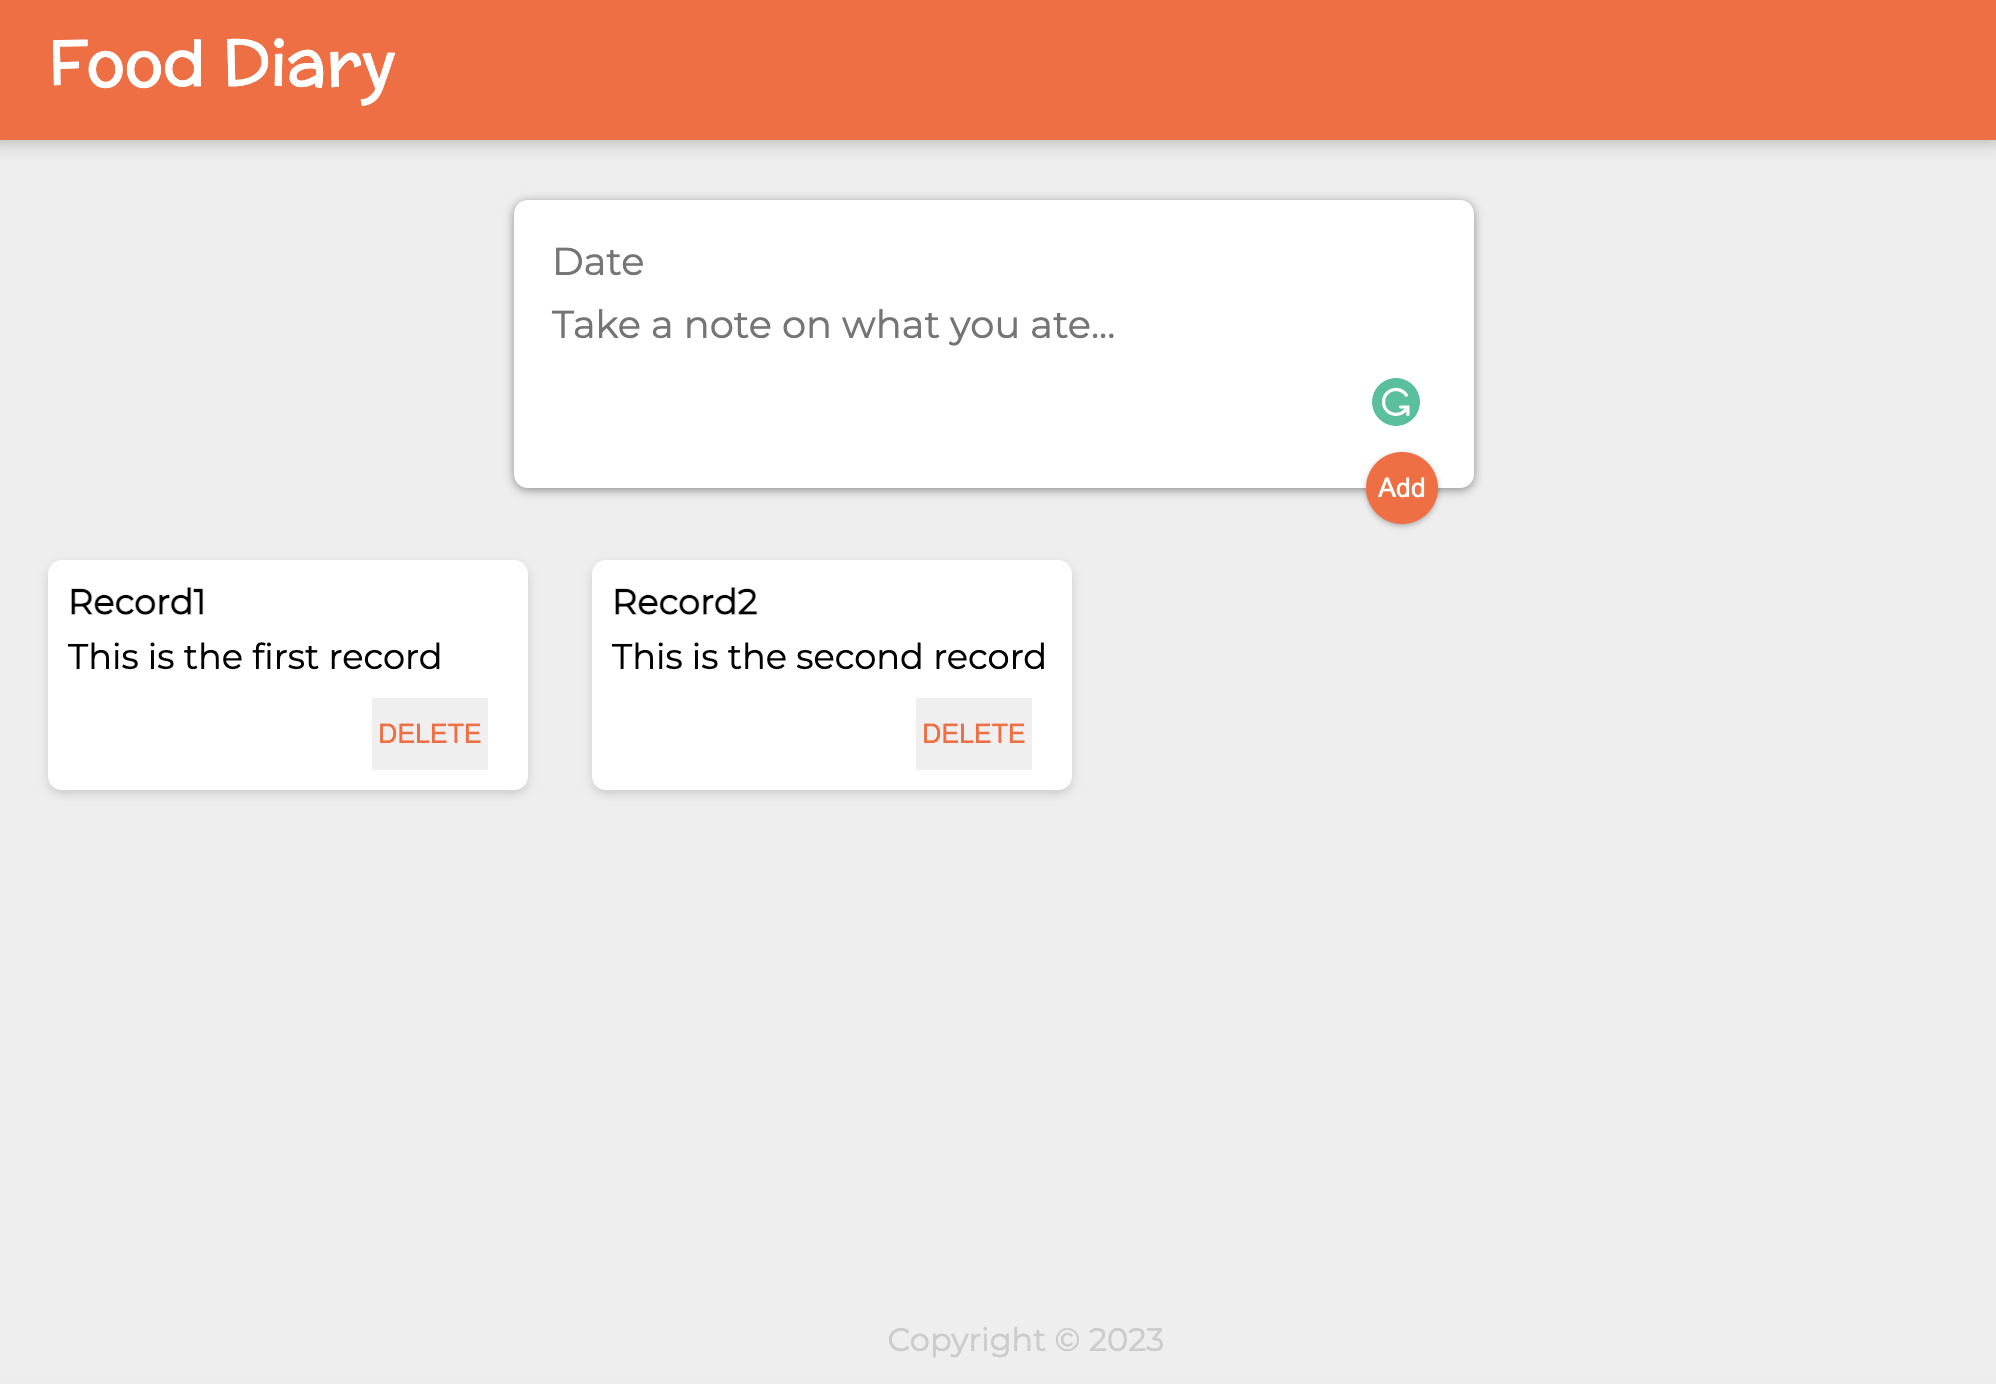 Food Diary
Date
Take a note on what you ate...
Add
Record1
This is the first record
DELETE
Record2
This is the second record
DELETE
Copyright © 2023